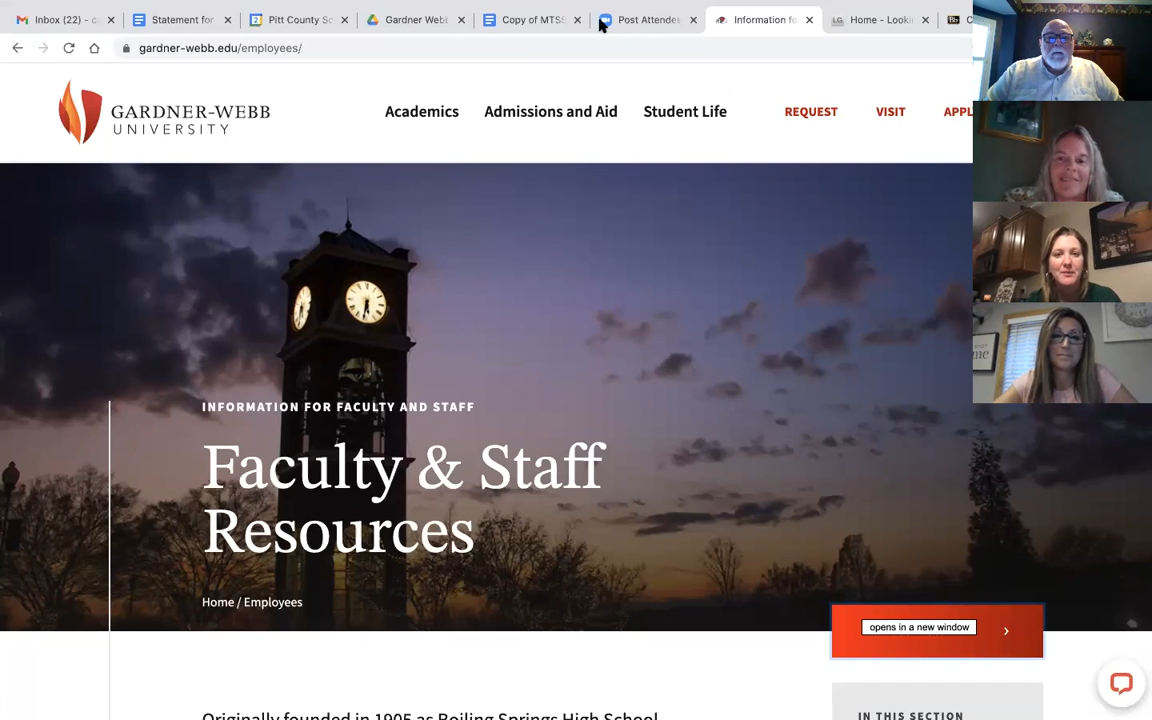 Inbox (22) -
Statement for
Pitt County Sc
Gardner Webb
Copy of MTSS
Post Attendee
Information fo
Home - Looki
gardner-webb.edu/employees/
GARDNER-WEBB
UNIVERSITY
Academics
Admissions and Aid
Student Life
REQUEST
VISIT
APPL
INFORMATION FOR FACULTY AND STAFF
Faculty & Staff
Resources
Home / Employees
opens in a new window
Originally founded in 1905 as Boiling Springs High School
IN THIS SECTION